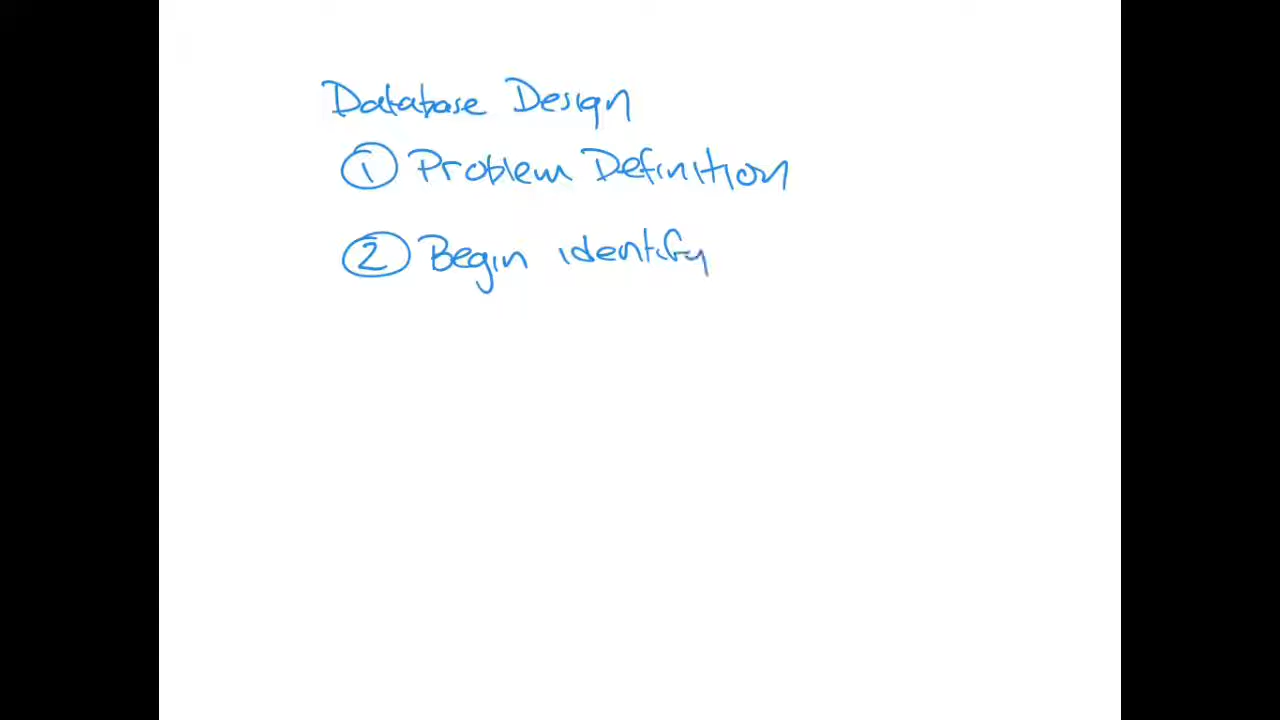 Database Design
① Problem Definition
② Begin identify